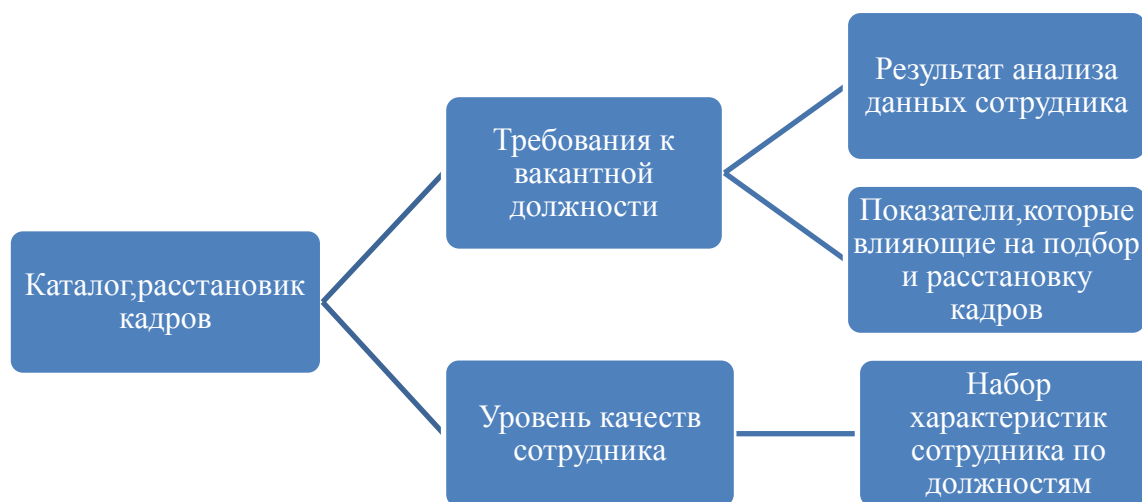 Каталог,расстановик
кадров
Требования к
вакантной
должности
Результат анализа
данных сотрудника
Показатели,которые
влияющие на подбор
и расстановку
кадров
Уровень качеств
сотрудника
Набор
характеристик
сотрудника по
должностям